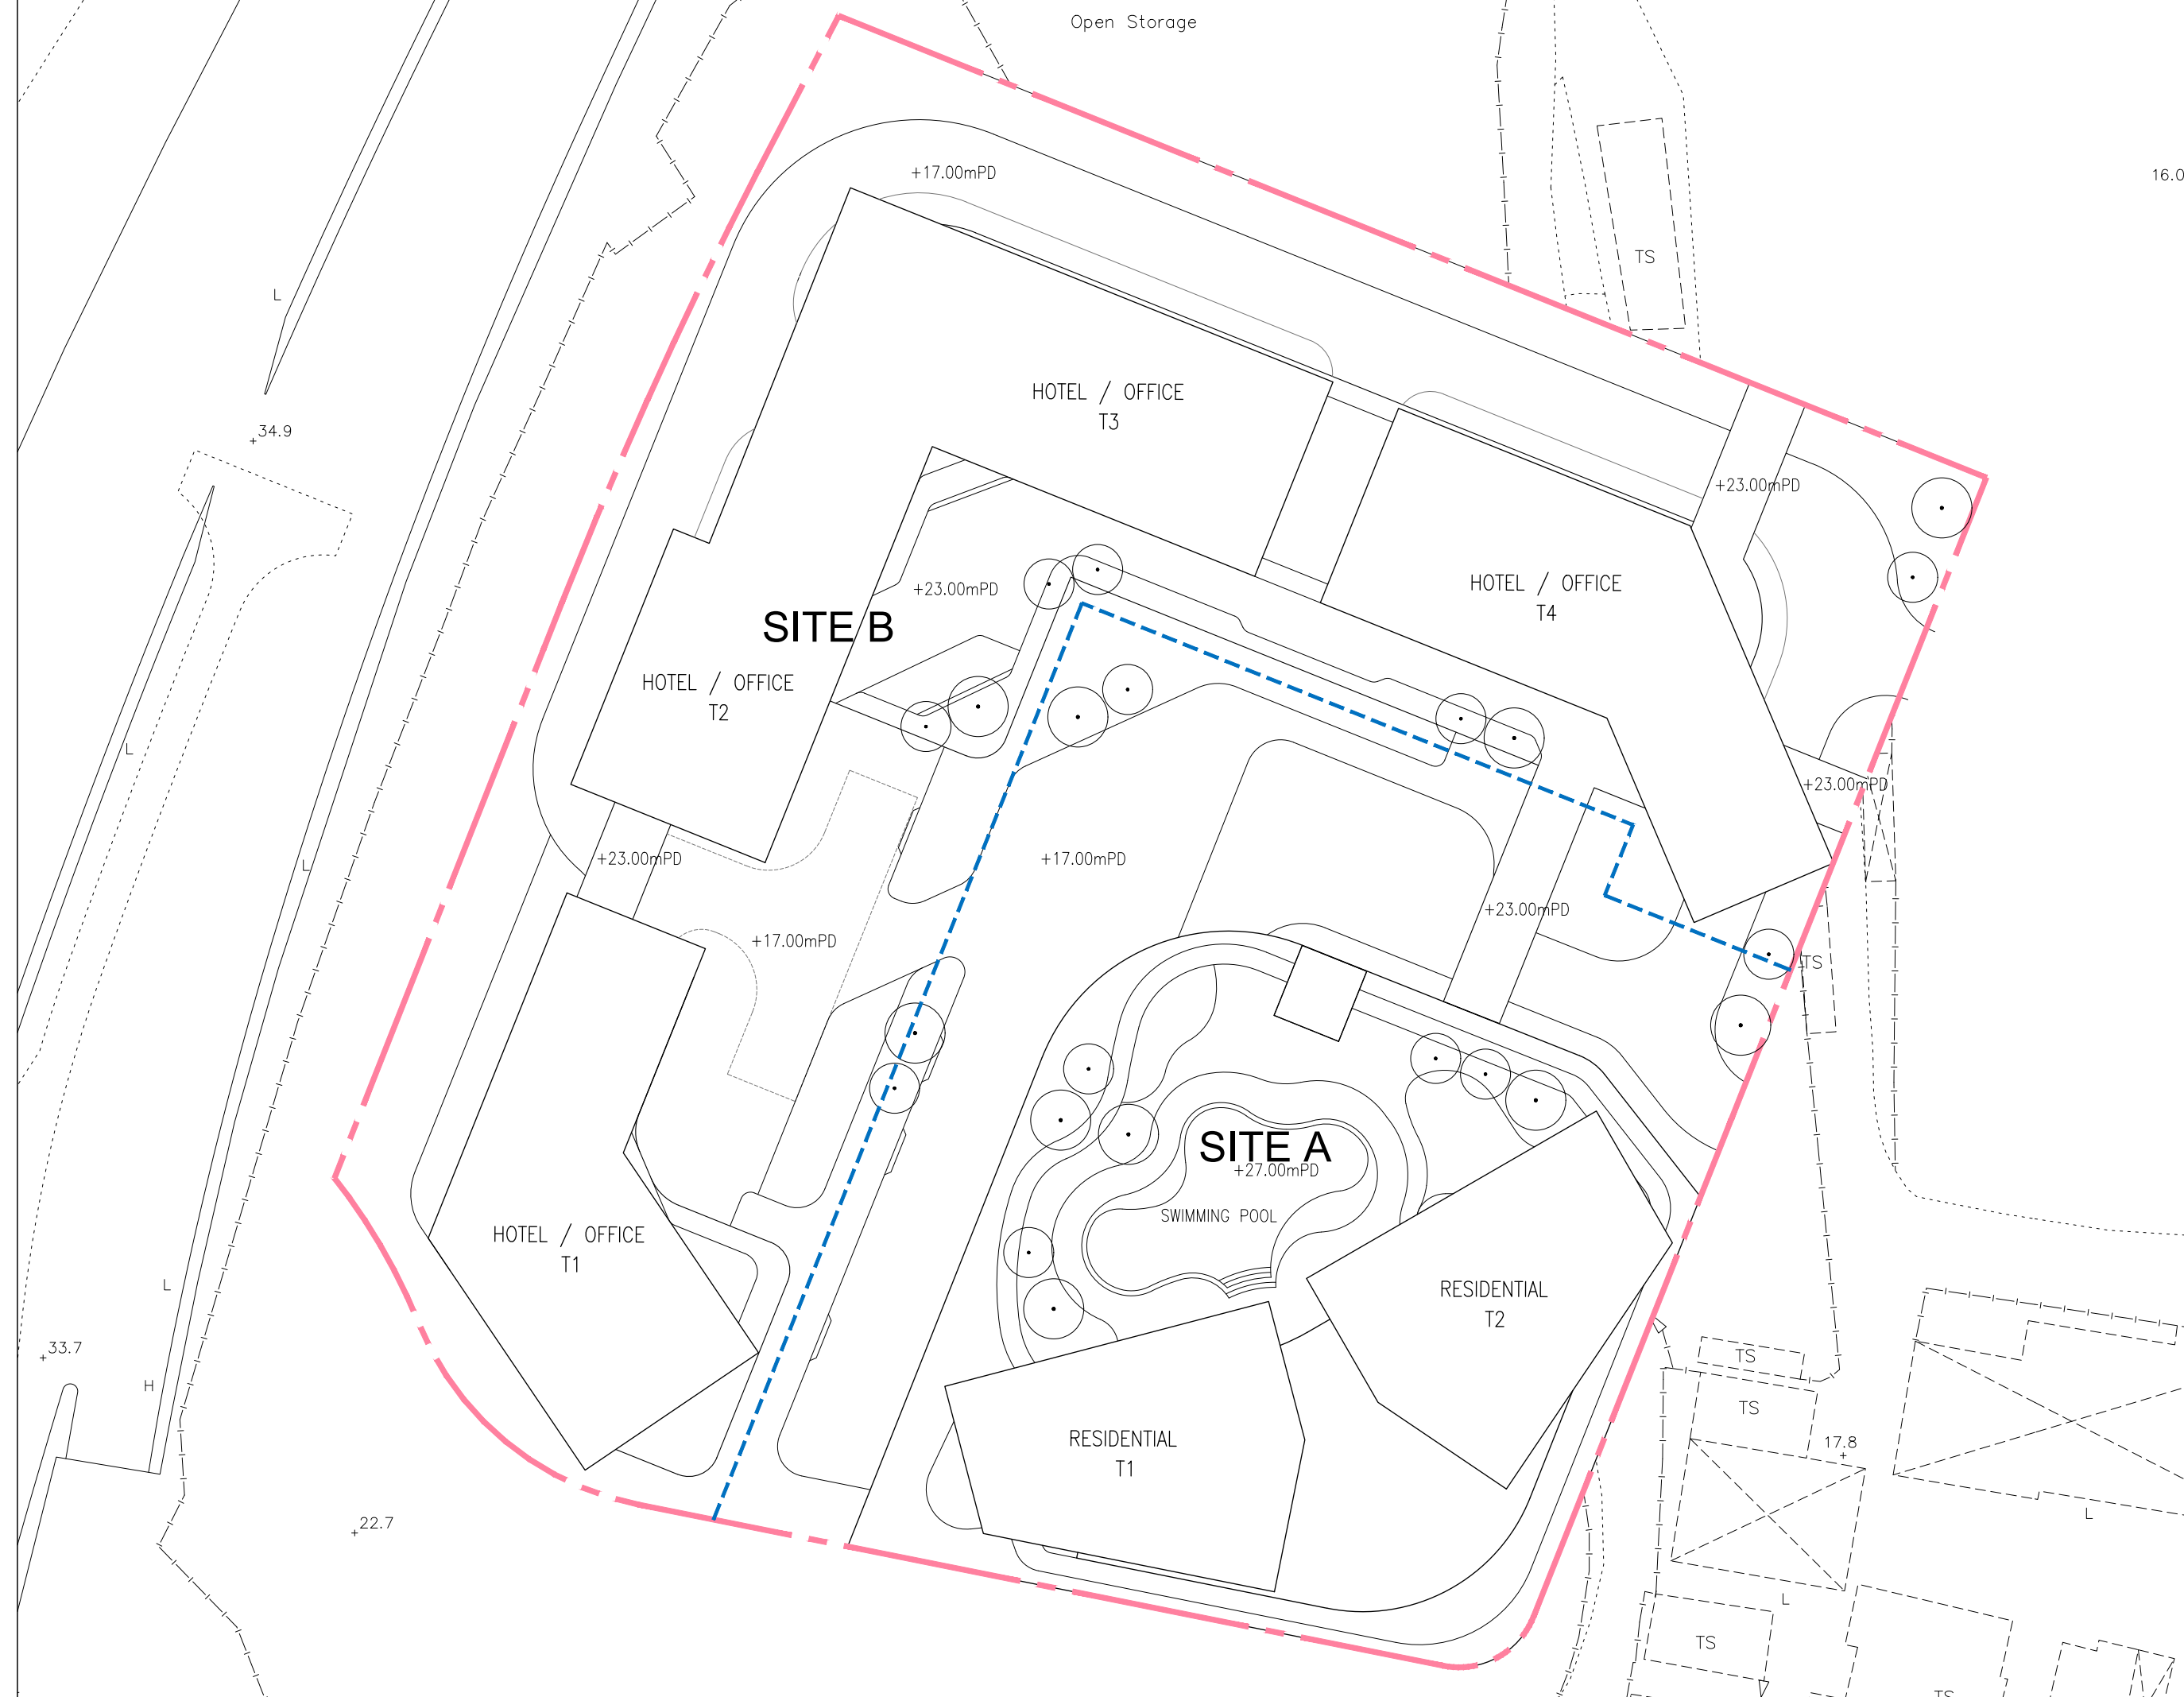 Open Storage
+17.00mPD
16.0
TS
L
HOTEL / OFFICE
T3
34.9
+23.00mPD
HOTEL / OFFICE
T4
+23.00mPD
SITE B
HOTEL / OFFICE
T2
L
+23.00mPD
+23.00mPD
+17.00mPD
L
+23.00mPD
+17.00mPD
TS
SITE A
+27.00mPD
SWIMMING POOL
HOTEL / OFFICE
T1
L
RESIDENTIAL
T2
33.7
TS
H
TS
RESIDENTIAL
T1
17.8
L
22.7
L
TS
TS